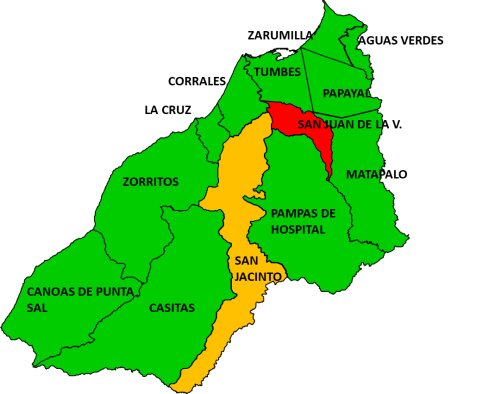 ZARUMILLA
AGUAS VERDES
TUMBES
CORRALES
PAPAYAL
LA CRUZ
SAN JUAN DE LA V.
MATAPALO
ZORRITOS
PAMPAS DE
HOSPITAL
SAN
JACINTO
CANOAS DE PUNTA
SAL
CASITAS